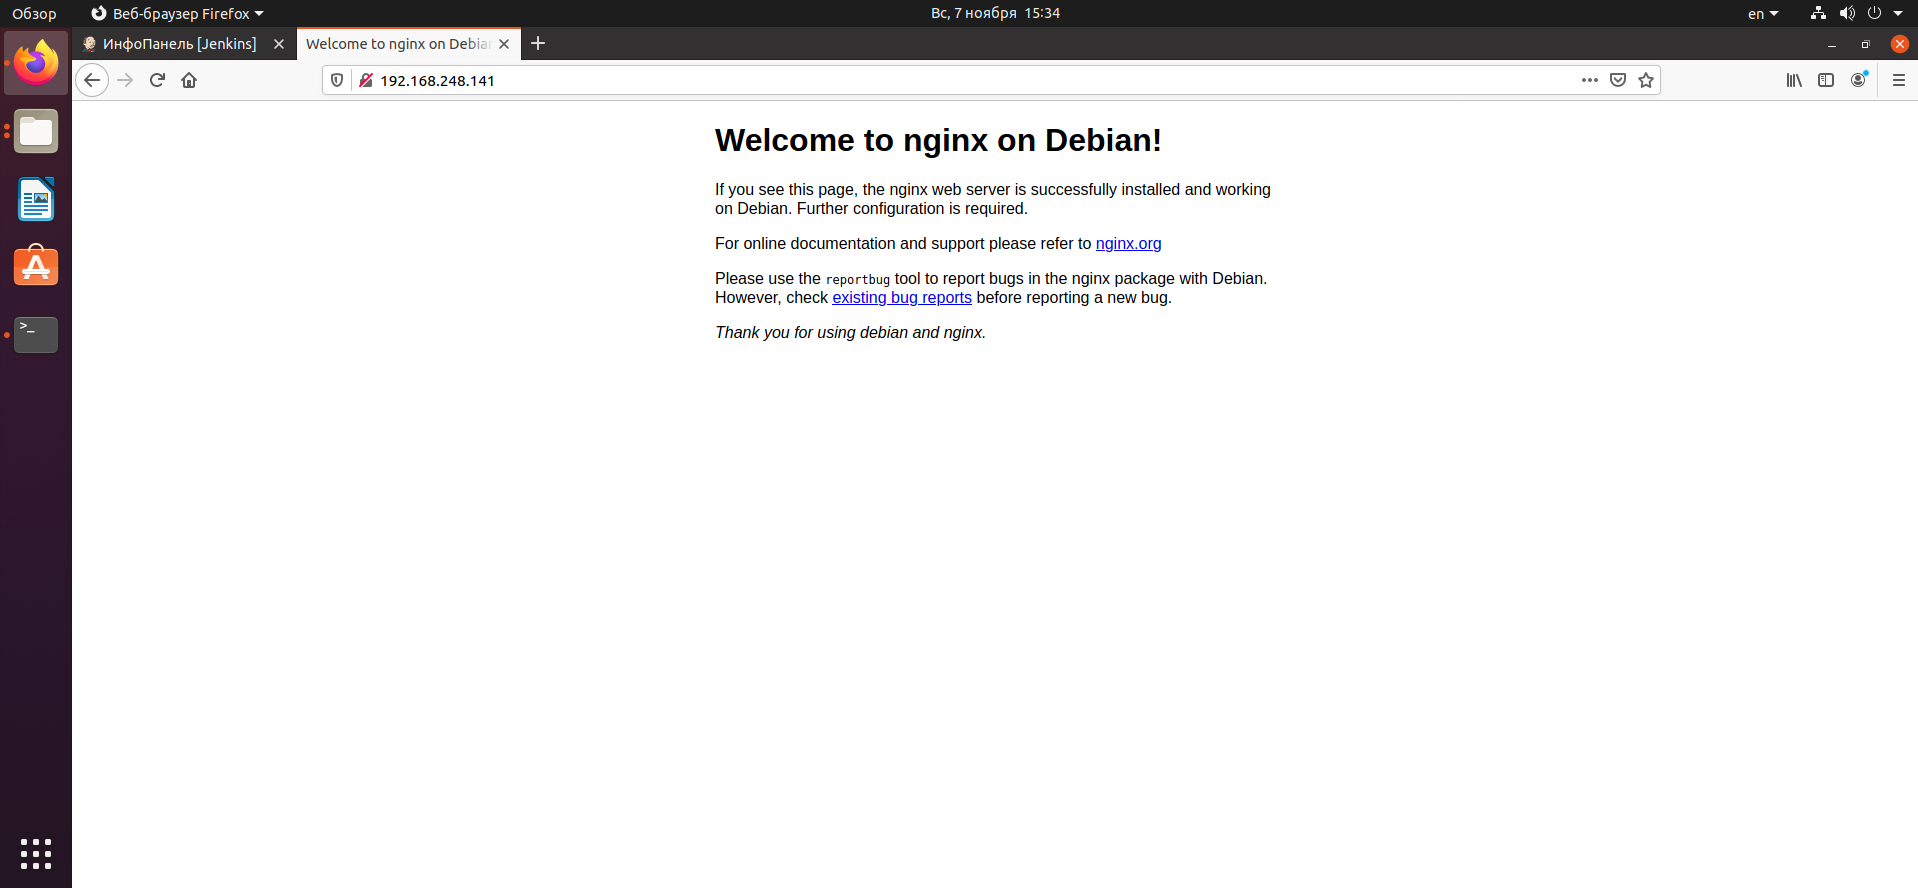 Обзор
Веб-браузер Firefox
Вс, 7 ноября 15:34
en
ИнфоПанель [Jenkins]
Welcome to nginx on Debia
192.168.248.141
Welcome to nginx on Debian!
If you see this page, the nginx web server is successfully installed and working
on Debian. Further configuration is required.
For online documentation and support please refer to nginx.org
Please use the reportbug tool to report bugs in the nginx package with Debian.
However, check existing bug reports before reporting a new bug.
Thank you for using debian and nginx.